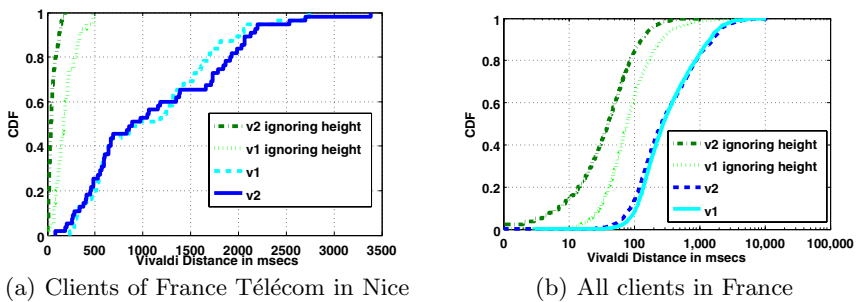 1
0.8
0.6
0.4
0.2
0
CDF
v2 ignoring height
v1 ignoring height
v1
v2
0 500 1000 1500 2000 2500 3000 3500
Vivaldi Distance in msecs
(a) Clients of France Télécom in Nice
1
0.8
0.6
0.4
0.2
0
CDF
v2 ignoring height
v1 ignoring height
v2
v1
0 10 100 1,000 10,000 100,000
Vivaldi Distance in msecs
(b) All clients in France